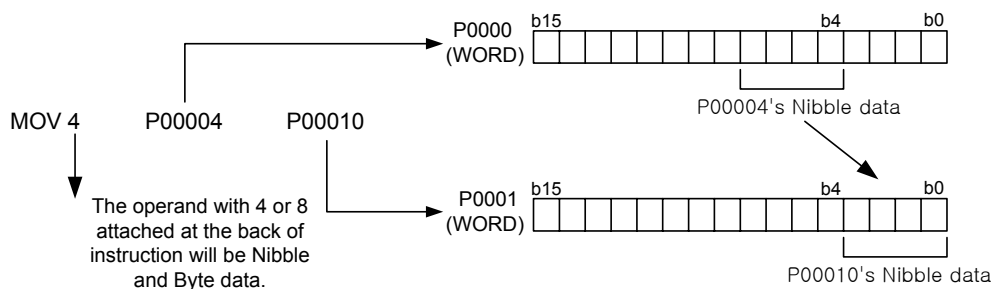 P0000
(WORD)
b15
b4
b0
P00004's Nibble data
MOV 4
P00004
P00010
The operand with 4 or 8
attached at the back of
instruction will be Nibble
and Byte data.
P0001
(WORD)
b15
b4
b0
P00010's Nibble data